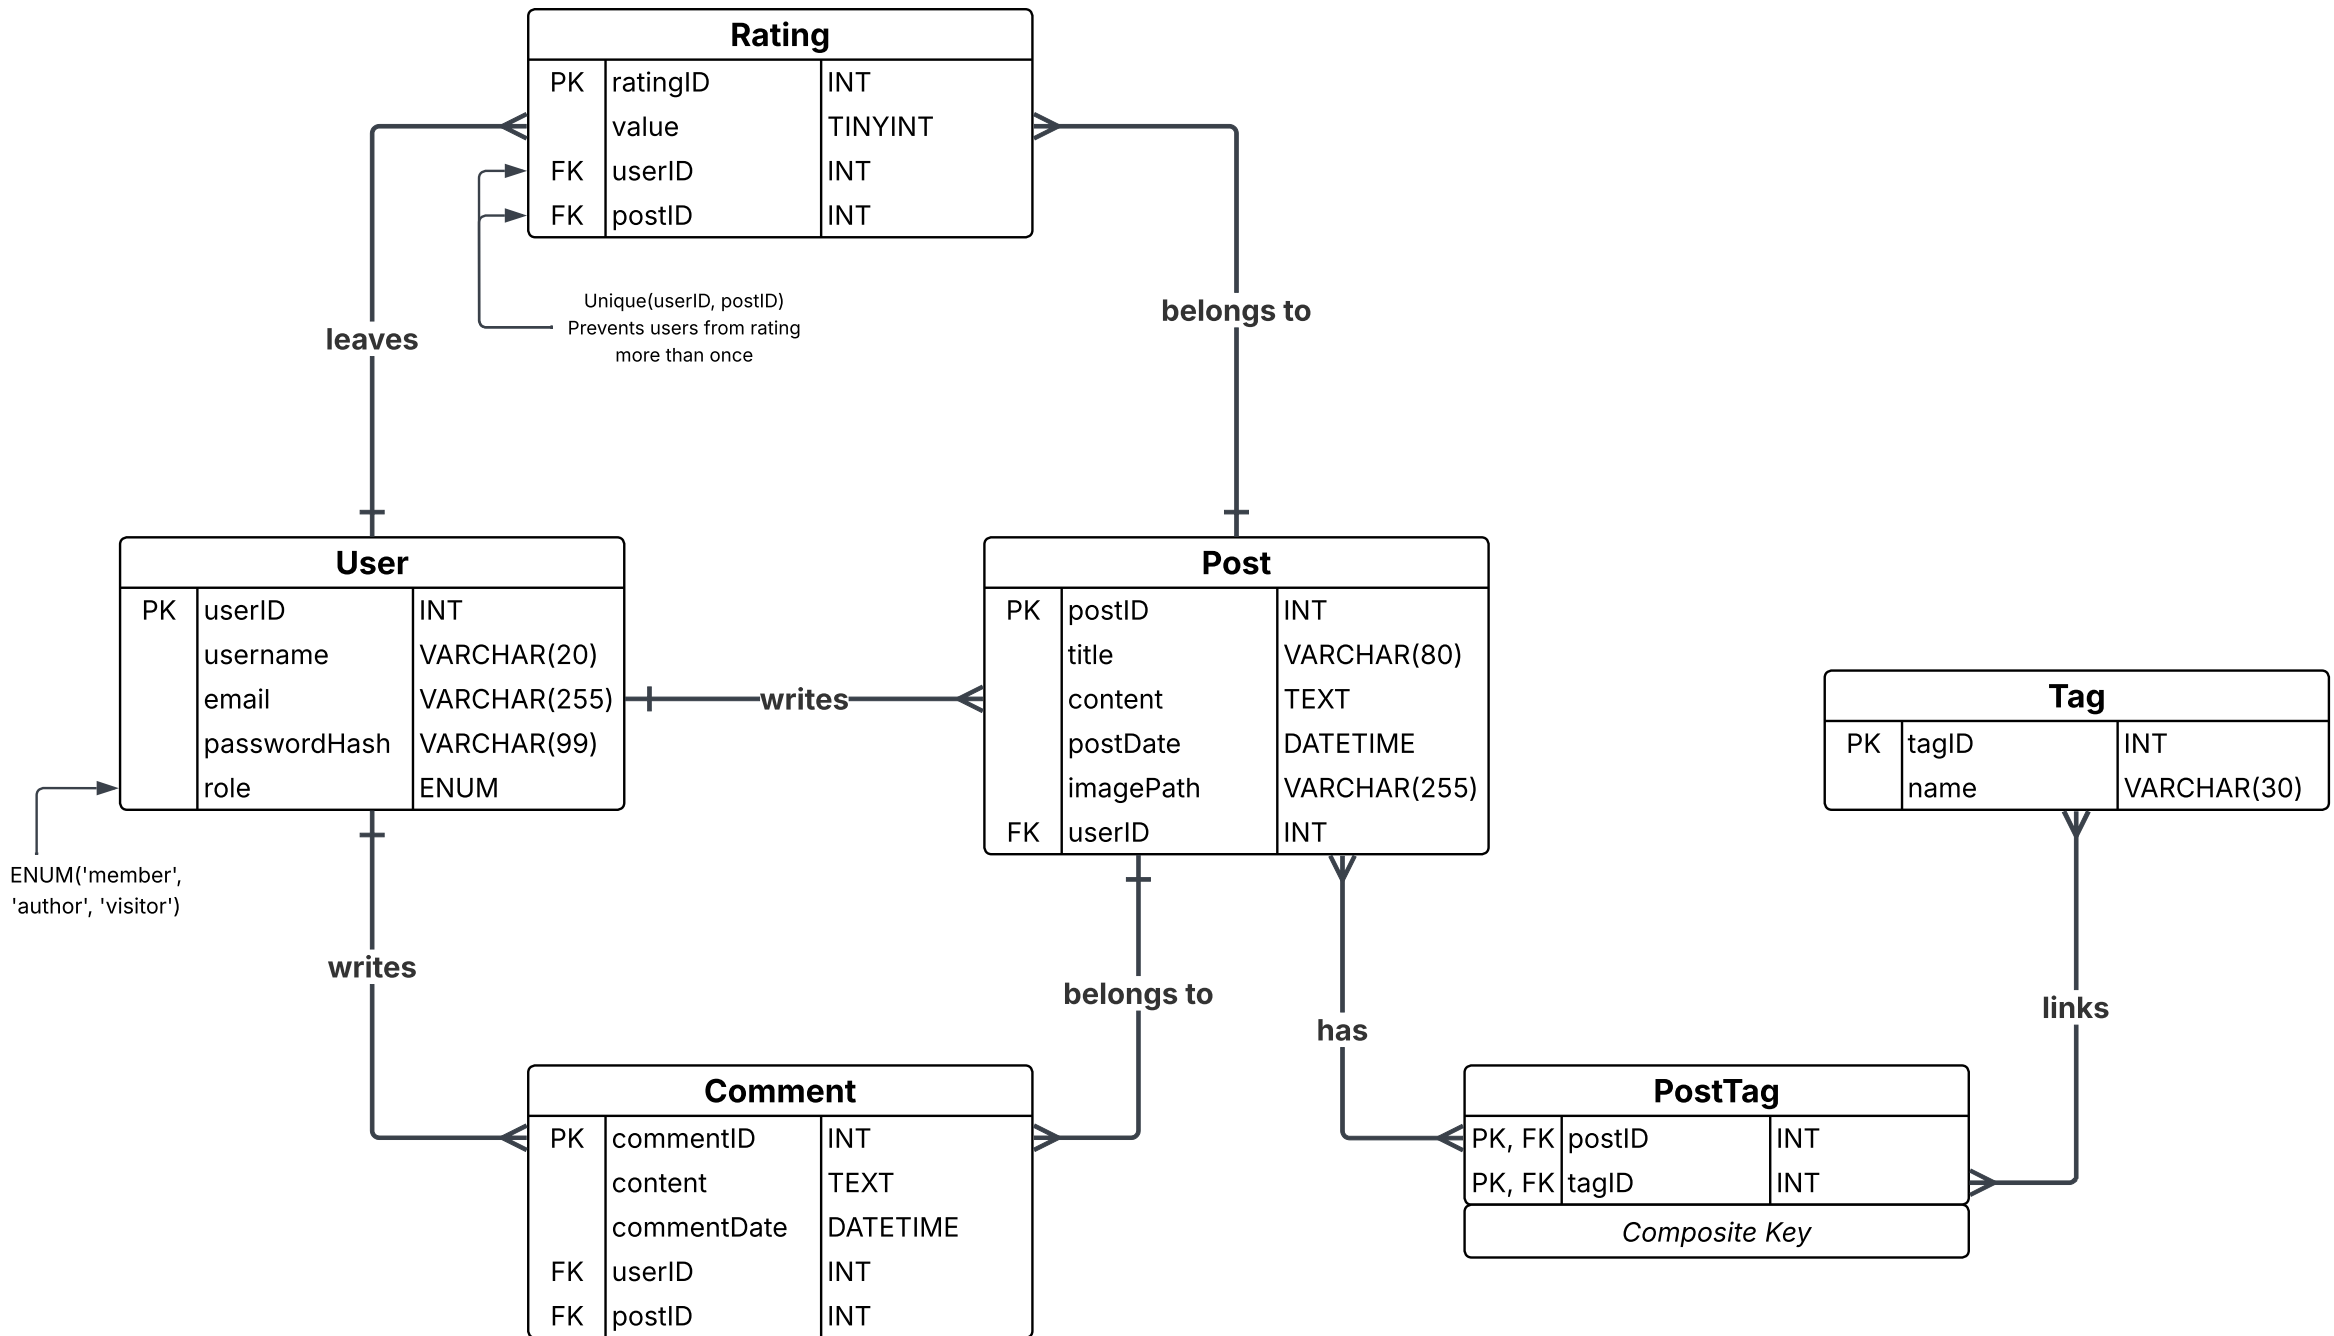 Rating
PK ratingID INT
value TINYINT
FK userID INT
FK postID INT
Unique(userID, postID)
Prevents users from rating
more than once
leaves
belongs to
User
PK userID INT
username VARCHAR(20)
email VARCHAR(255)
passwordHash VARCHAR(99)
role ENUM
ENUM('member',
'author', 'visitor')
writes
Post
PK postID INT
title VARCHAR(80)
content TEXT
postDate DATETIME
imagePath VARCHAR(255)
FK userID INT
Tag
PK tagID INT
name VARCHAR(30)
writes
belongs to
has
links
Comment
PK commentID INT
content TEXT
commentDate DATETIME
FK userID INT
FK postID INT
PostTag
PK, FK postID INT
PK, FK tagID INT
Composite Key